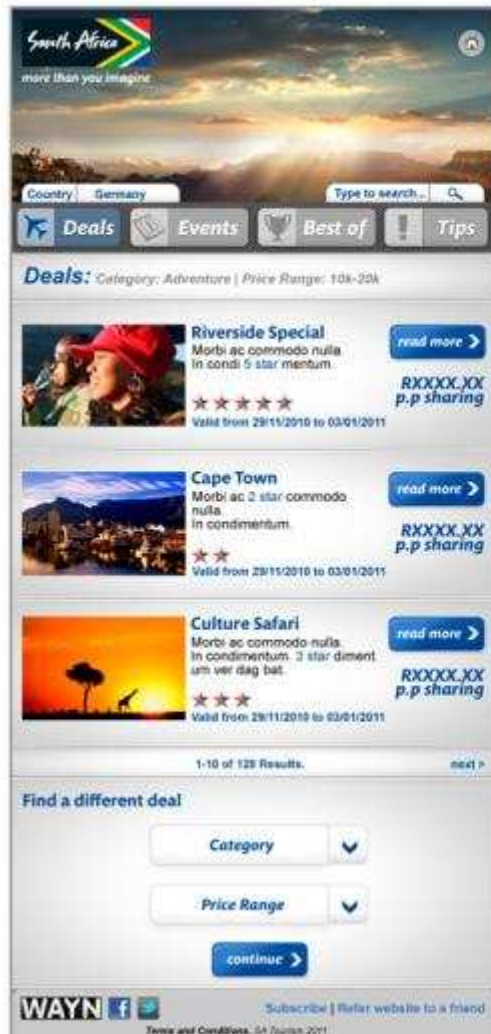 South Africa
more than you imagine
Country Germany Type to search...
Deals Events Best of Tips
Deals: Category: Adventure | Price Range: 10k-20k
Riverside Special
Morbi ac commodo nulla
In condi 5 star mentum.
Valid from 29/11/2010 to 03/01/2011
read more
RXXXX.XX
p.p sharing
Cape Town
Morbi ac 2 star commodo
nulla
In condimentum.
Valid from 29/11/2010 to 03/01/2011
read more
RXXXX.XX
p.p sharing
Culture Safari
Morbi ac commodo nulla.
In condimentum. 3 star diment
um ver dag bat.
Valid from 29/11/2010 to 03/01/2011
read more
RXXXX.XX
p.p sharing
1-10 of 128 Results. next >
Find a different deal
Category
Price Range
continue
WAYN f Subscribe | Refer website to a friend
Terms and Conditions. SA Tourism 2011